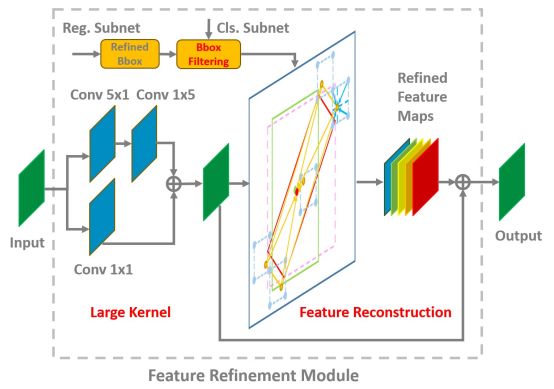 Reg. Subnet
Cls. Subnet
Refined
Bbox
Bbox
Filtering
Conv 5x1
Conv 1x5
Refined
Feature
Maps
Input
Conv 1x1
Output
Large Kernel
Feature Reconstruction
Feature Refinement Module